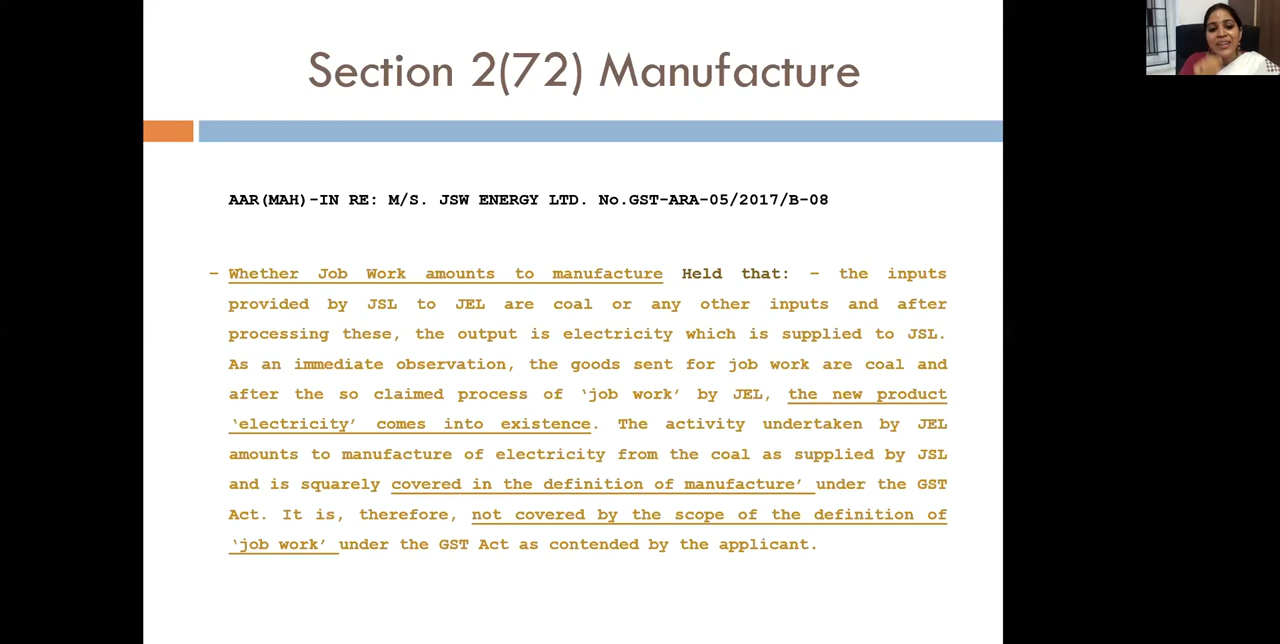 Section 2(72) Manufacture
AAR(MAH)-IN RE: M/S. JSW ENERGY LTD. No.GST-ARA-05/2017/B-08
– Whether Job Work amounts to manufacture Held that: – the inputs
provided by JSL to JEL are coal or any other inputs and after
processing these, the output is electricity which is supplied to JSL.
As an immediate observation, the goods sent for job work are coal and
after the so claimed process of ‘job work’ by JEL, the new product
‘electricity’ comes into existence. The activity undertaken by JEL
amounts to manufacture of electricity from the coal as supplied by JSL
and is squarely covered in the definition of manufacture’ under the GST
Act. It is, therefore, not covered by the scope of the definition of
‘job work’ under the GST Act as contended by the applicant.